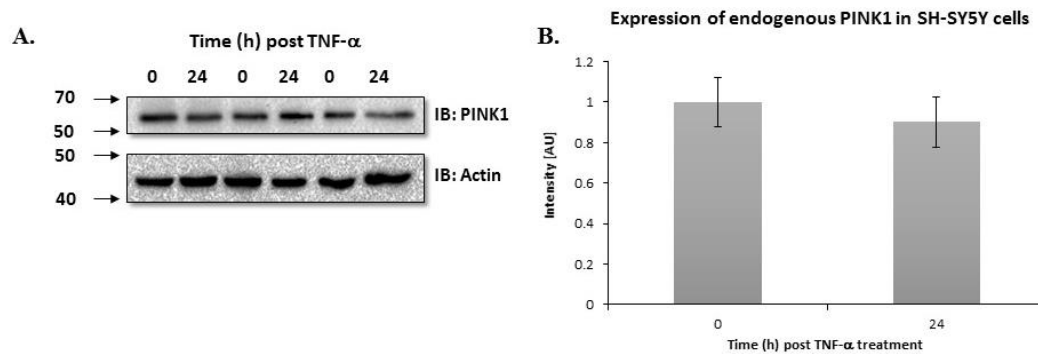 A.
Time (h) post TNF-α
0 24 0 24 0 24
70
IB: PINK1
50
50
IB: Actin
40
B.
Expression of endogenous PINK1 in SH-SY5Y cells
1.2
1
0.8
0.6
0.4
0.2
0
Intensity [AU]
0 24
Time (h) post TNF-α treatment